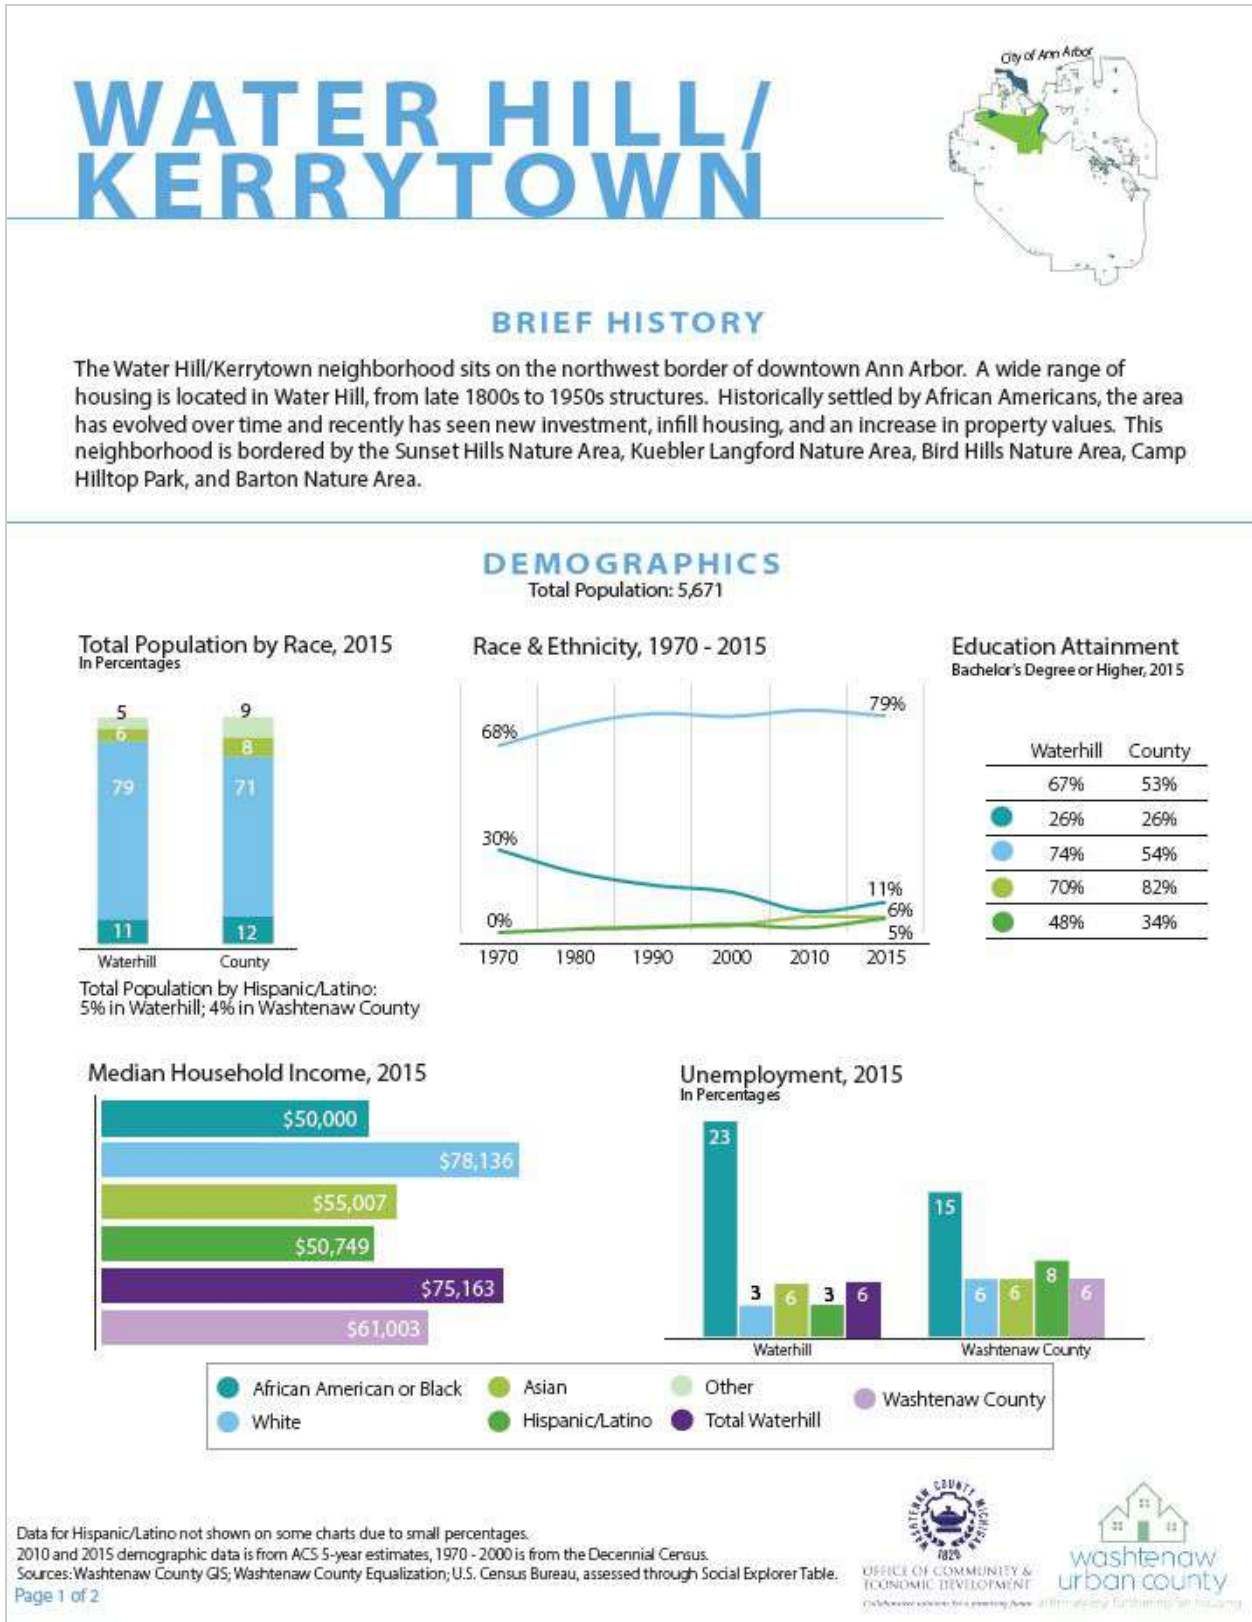 City of Ann Arbor
WATER HILL/
KERRYTOWN
BRIEF HISTORY
The Water Hill/Kerrytown neighborhood sits on the northwest border of downtown Ann Arbor. A wide range of
housing is located in Water Hill, from late 1800s to 1950s structures. Historically settled by African Americans, the area
has evolved over time and recently has seen new investment, infill housing, and an increase in property values. This
neighborhood is bordered by the Sunset Hills Nature Area, Kuebler Langford Nature Area, Bird Hills Nature Area, Camp
Hilltop Park, and Barton Nature Area.
DEMOGRAPHICS
Total Population: 5,671
Total Population by Race, 2015
In Percentages
5 9
6 8
79 71
11 12
Waterhill County
Total Population by Hispanic/Latino:
5% in Waterhill; 4% in Washtenaw County
Race & Ethnicity, 1970 - 2015
79%
68%
30%
11%
6%
0%
5%
1970 1980 1990 2000 2010 2015
Education Attainment
Bachelor's Degree or Higher, 2015
Waterhill County
67% 53%
26% 26%
74% 54%
70% 82%
48% 34%
Median Household Income, 2015
$50,000
$78,136
$55,007
$50,749
$75,163
$61,003
Unemployment, 2015
In Percentages
23 3 6 3 6
15 6 6 8 6
Waterhill Washtenaw County
African American or Black Asian Other Washtenaw County
White Hispanic/Latino Total Waterhill
Data for Hispanic/Latino not shown on some charts due to small percentages.
2010 and 2015 demographic data is from ACS 5-year estimates, 1970 - 2000 is from the Decennial Census.
Sources: Washtenaw County GIS; Washtenaw County Equalization; U.S. Census Bureau, assessed through Social Explorer Table.
Page 1 of 2
WASHTENAW COUNTY MICHIGAN
1826
OFFICE OF COMMUNITY &
ECONOMIC DEVELOPMENT
Collaborative solutions for a promising future
washtenaw
urban county
affirmatively furthering fair housing